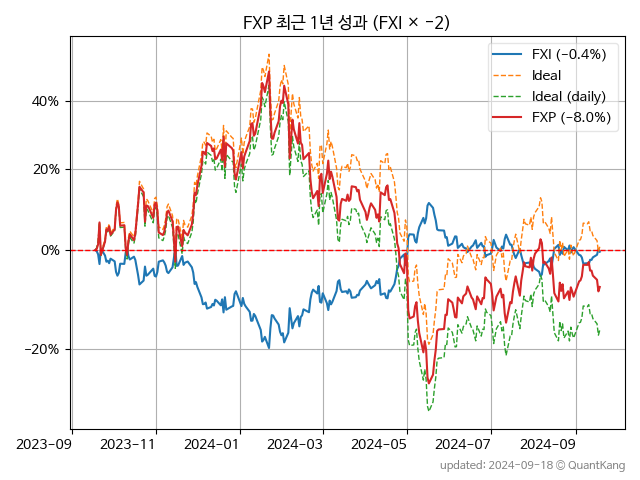 FXP 최근 1년 성과 (FXI × −2)
FXI (−0.4%)
Ideal
Ideal (daily)
FXP (−8.0%)
40%
20%
0%
−20%
2023-09 2023-11 2024-01 2024-03 2024-05 2024-07 2024-09
updated: 2024-09-18 © QuantKang